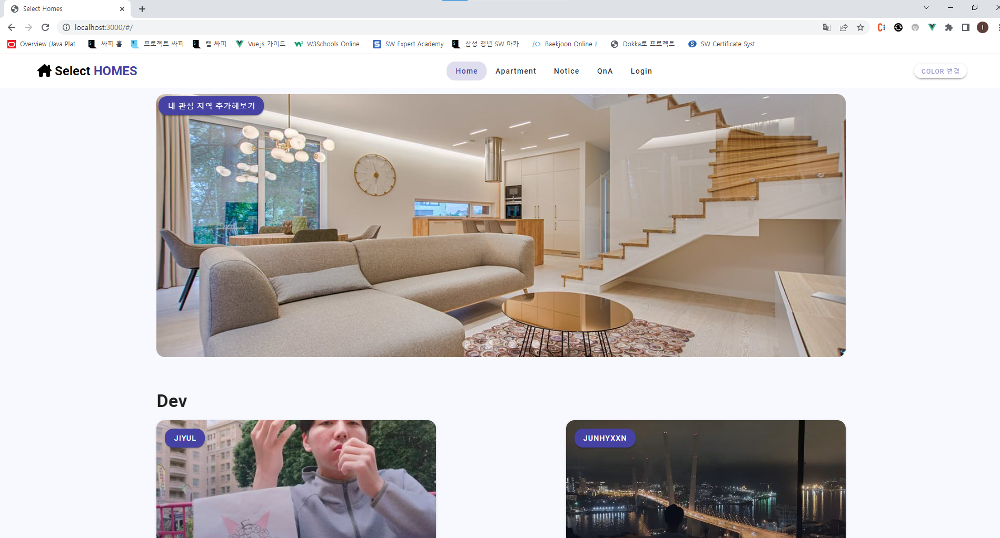 Select Homes
localhost:3000/#/
Overview (Java Plat...
싸피 홈
프로젝트 싸피
랩 싸피
Vue.js 가이드
W3Schools Online...
SW Expert Academy
삼성 청년 SW 아카...
Baekjoon Online J...
Dokka로 프로젝트...
SW Certificate Syst...
Select HOMES
Home
Apartment
Notice
QnA
Login
COLOR 변경
내 관심 지역 추가해보기
Dev
JIYUL
JUNHYXXN